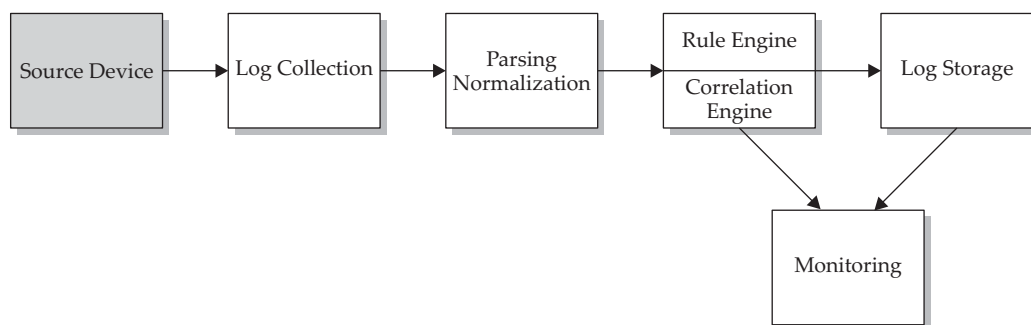 Source Device
Log Collection
Parsing
Normalization
Rule Engine
Correlation
Engine
Log Storage
Monitoring